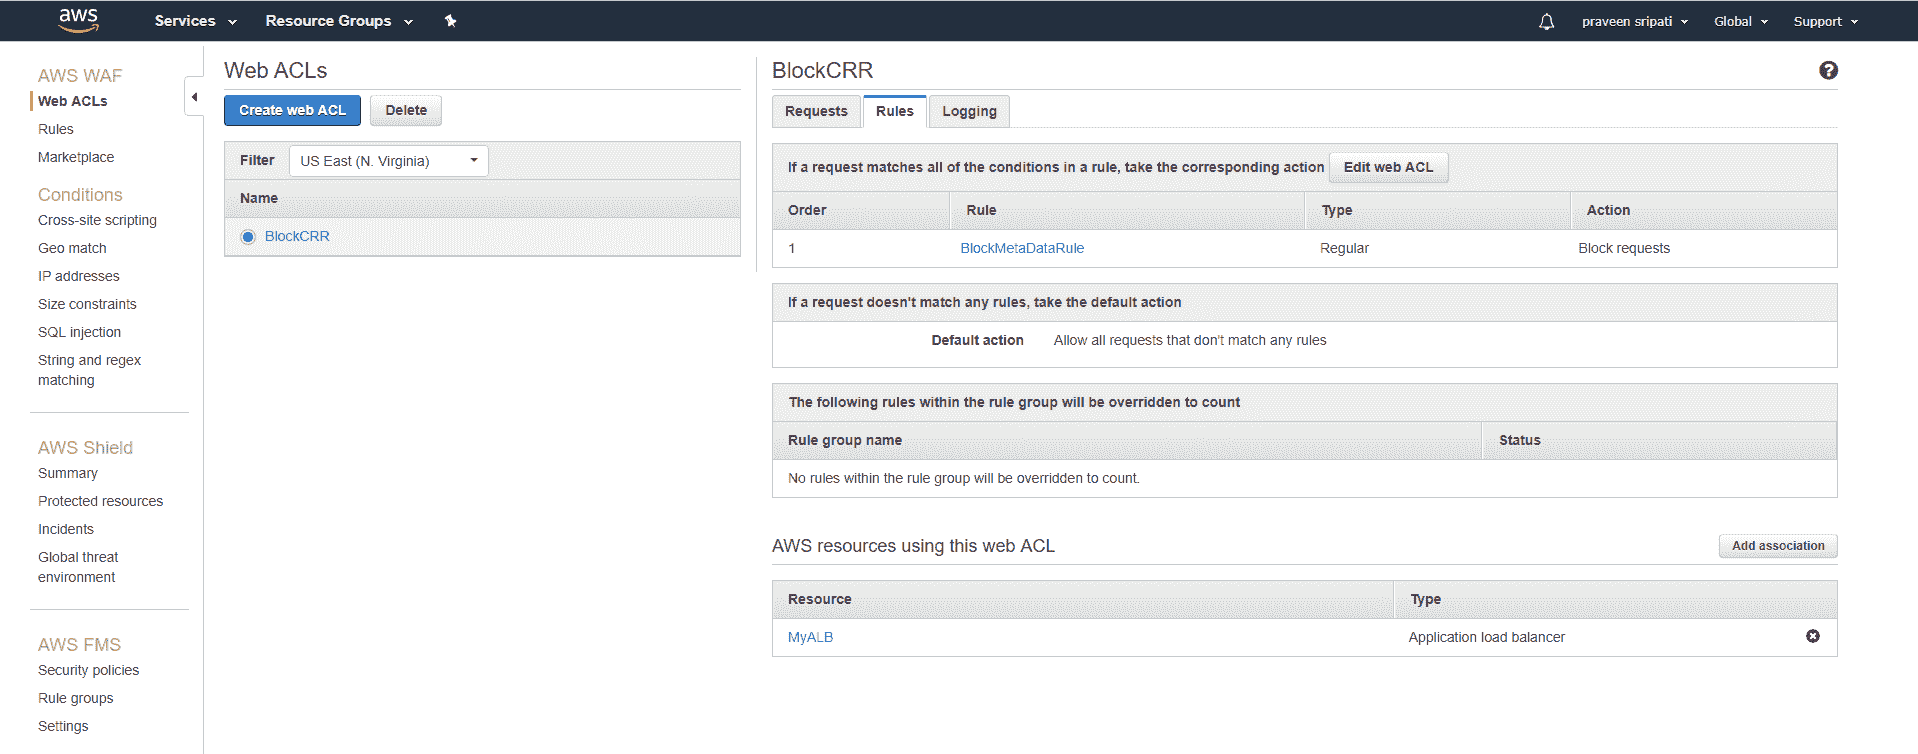 aws Services Resource Groups praveen sripati Global Support
AWS WAF
Web ACLs
Rules
Marketplace
Conditions
Cross-site scripting
Geo match
IP addresses
Size constraints
SQL injection
String and regex
matching
AWS Shield
Summary
Protected resources
Incidents
Global threat
environment
AWS FMS
Security policies
Rule groups
Settings
Web ACLs
Create web ACL Delete
Filter US East (N. Virginia)
Name
BlockCRR
BlockCRR ?
Requests Rules Logging
If a request matches all of the conditions in a rule, take the corresponding action Edit web ACL
Order Rule Type Action
1 BlockMetaDataRule Regular Block requests
If a request doesn't match any rules, take the default action
Default action Allow all requests that don't match any rules
The following rules within the rule group will be overridden to count
Rule group name Status
No rules within the rule group will be overridden to count.
AWS resources using this web ACL Add association
Resource Type
MyALB Application load balancer